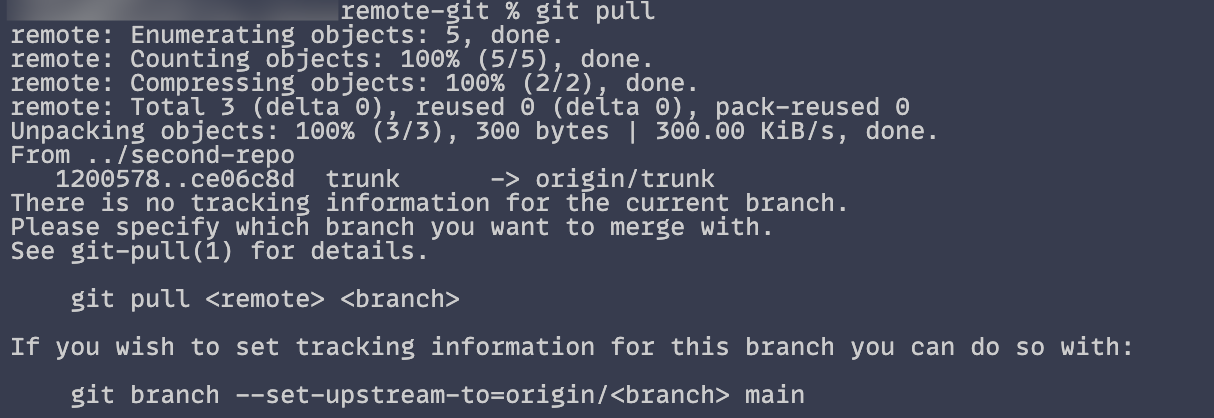 remote-git % git pull
remote: Enumerating objects: 5, done.
remote: Counting objects: 100% (5/5), done.
remote: Compressing objects: 100% (2/2), done.
remote: Total 3 (delta 0), reused 0 (delta 0), pack-reused 0
Unpacking objects: 100% (3/3), 300 bytes | 300.00 KiB/s, done.
From ../second-repo
   1200578..ce06c8d  trunk      -> origin/trunk
There is no tracking information for the current branch.
Please specify which branch you want to merge with.
See git-pull(1) for details.
    git pull <remote> <branch>
If you wish to set tracking information for this branch you can do so with:
    git branch --set-upstream-to=origin/<branch> main